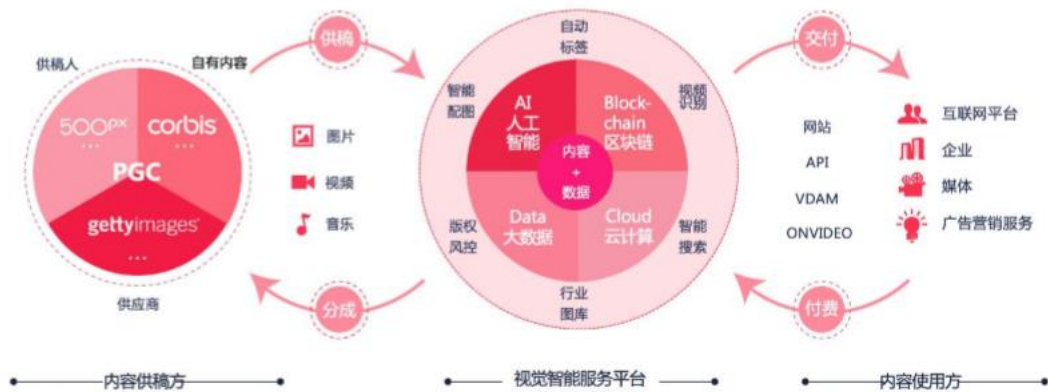 供稿人
自有内容
500px
...
corbis
...
PGC
gettyimages®
...
供应商
供稿
图片
视频
音乐
分成
自动
标签
智能
配图
视频
识别
AI
人工
智能
Block-
chain
区块链
内容
+
数据
Data
大数据
Cloud
云计算
版权
风控
智能
搜索
行业
图库
交付
网站
API
VDAM
ONVIDEO
互联网平台
企业
媒体
广告营销服务
付费
内容供稿方
视觉智能服务平台
内容使用方